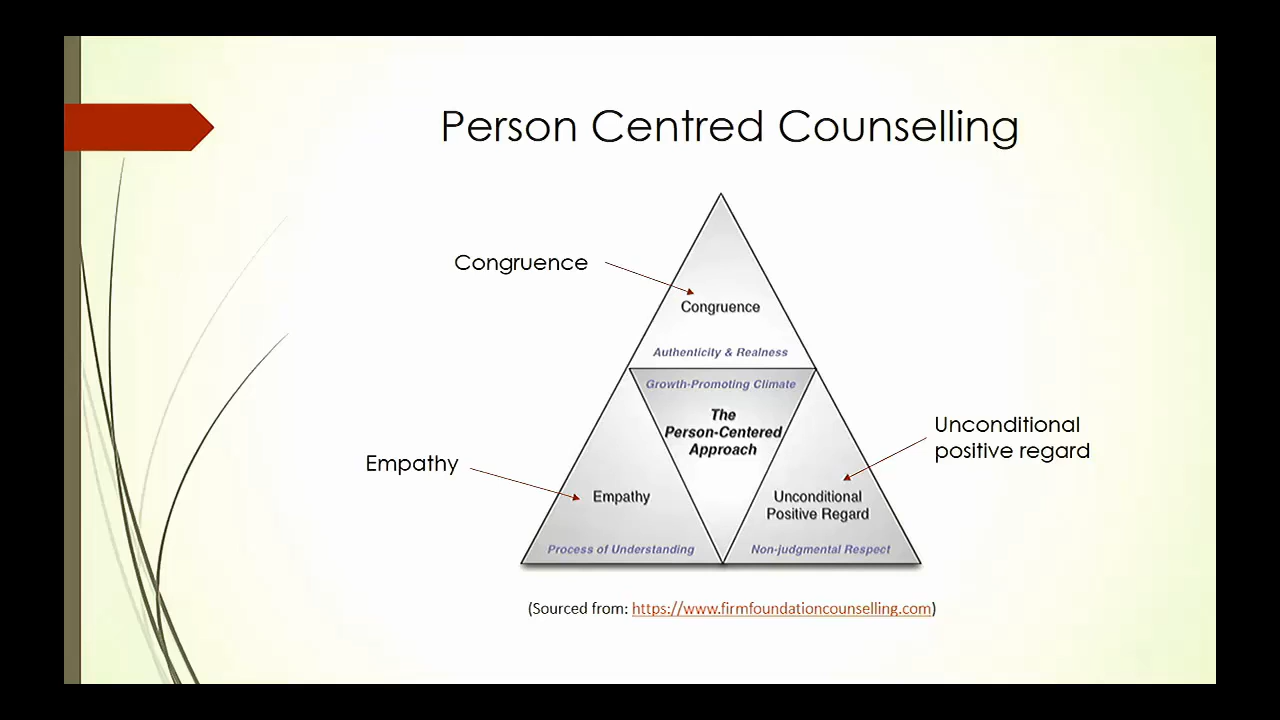 Person Centred Counselling
Congruence
Congruence
Authenticity & Realness
Growth-Promoting Climate
The
Person-Centered
Approach
Unconditional
positive regard
Empathy
Empathy
Unconditional
Positive Regard
Process of Understanding
Non-judgmental Respect
(Sourced from: https://www.firmfoundationcounselling.com)